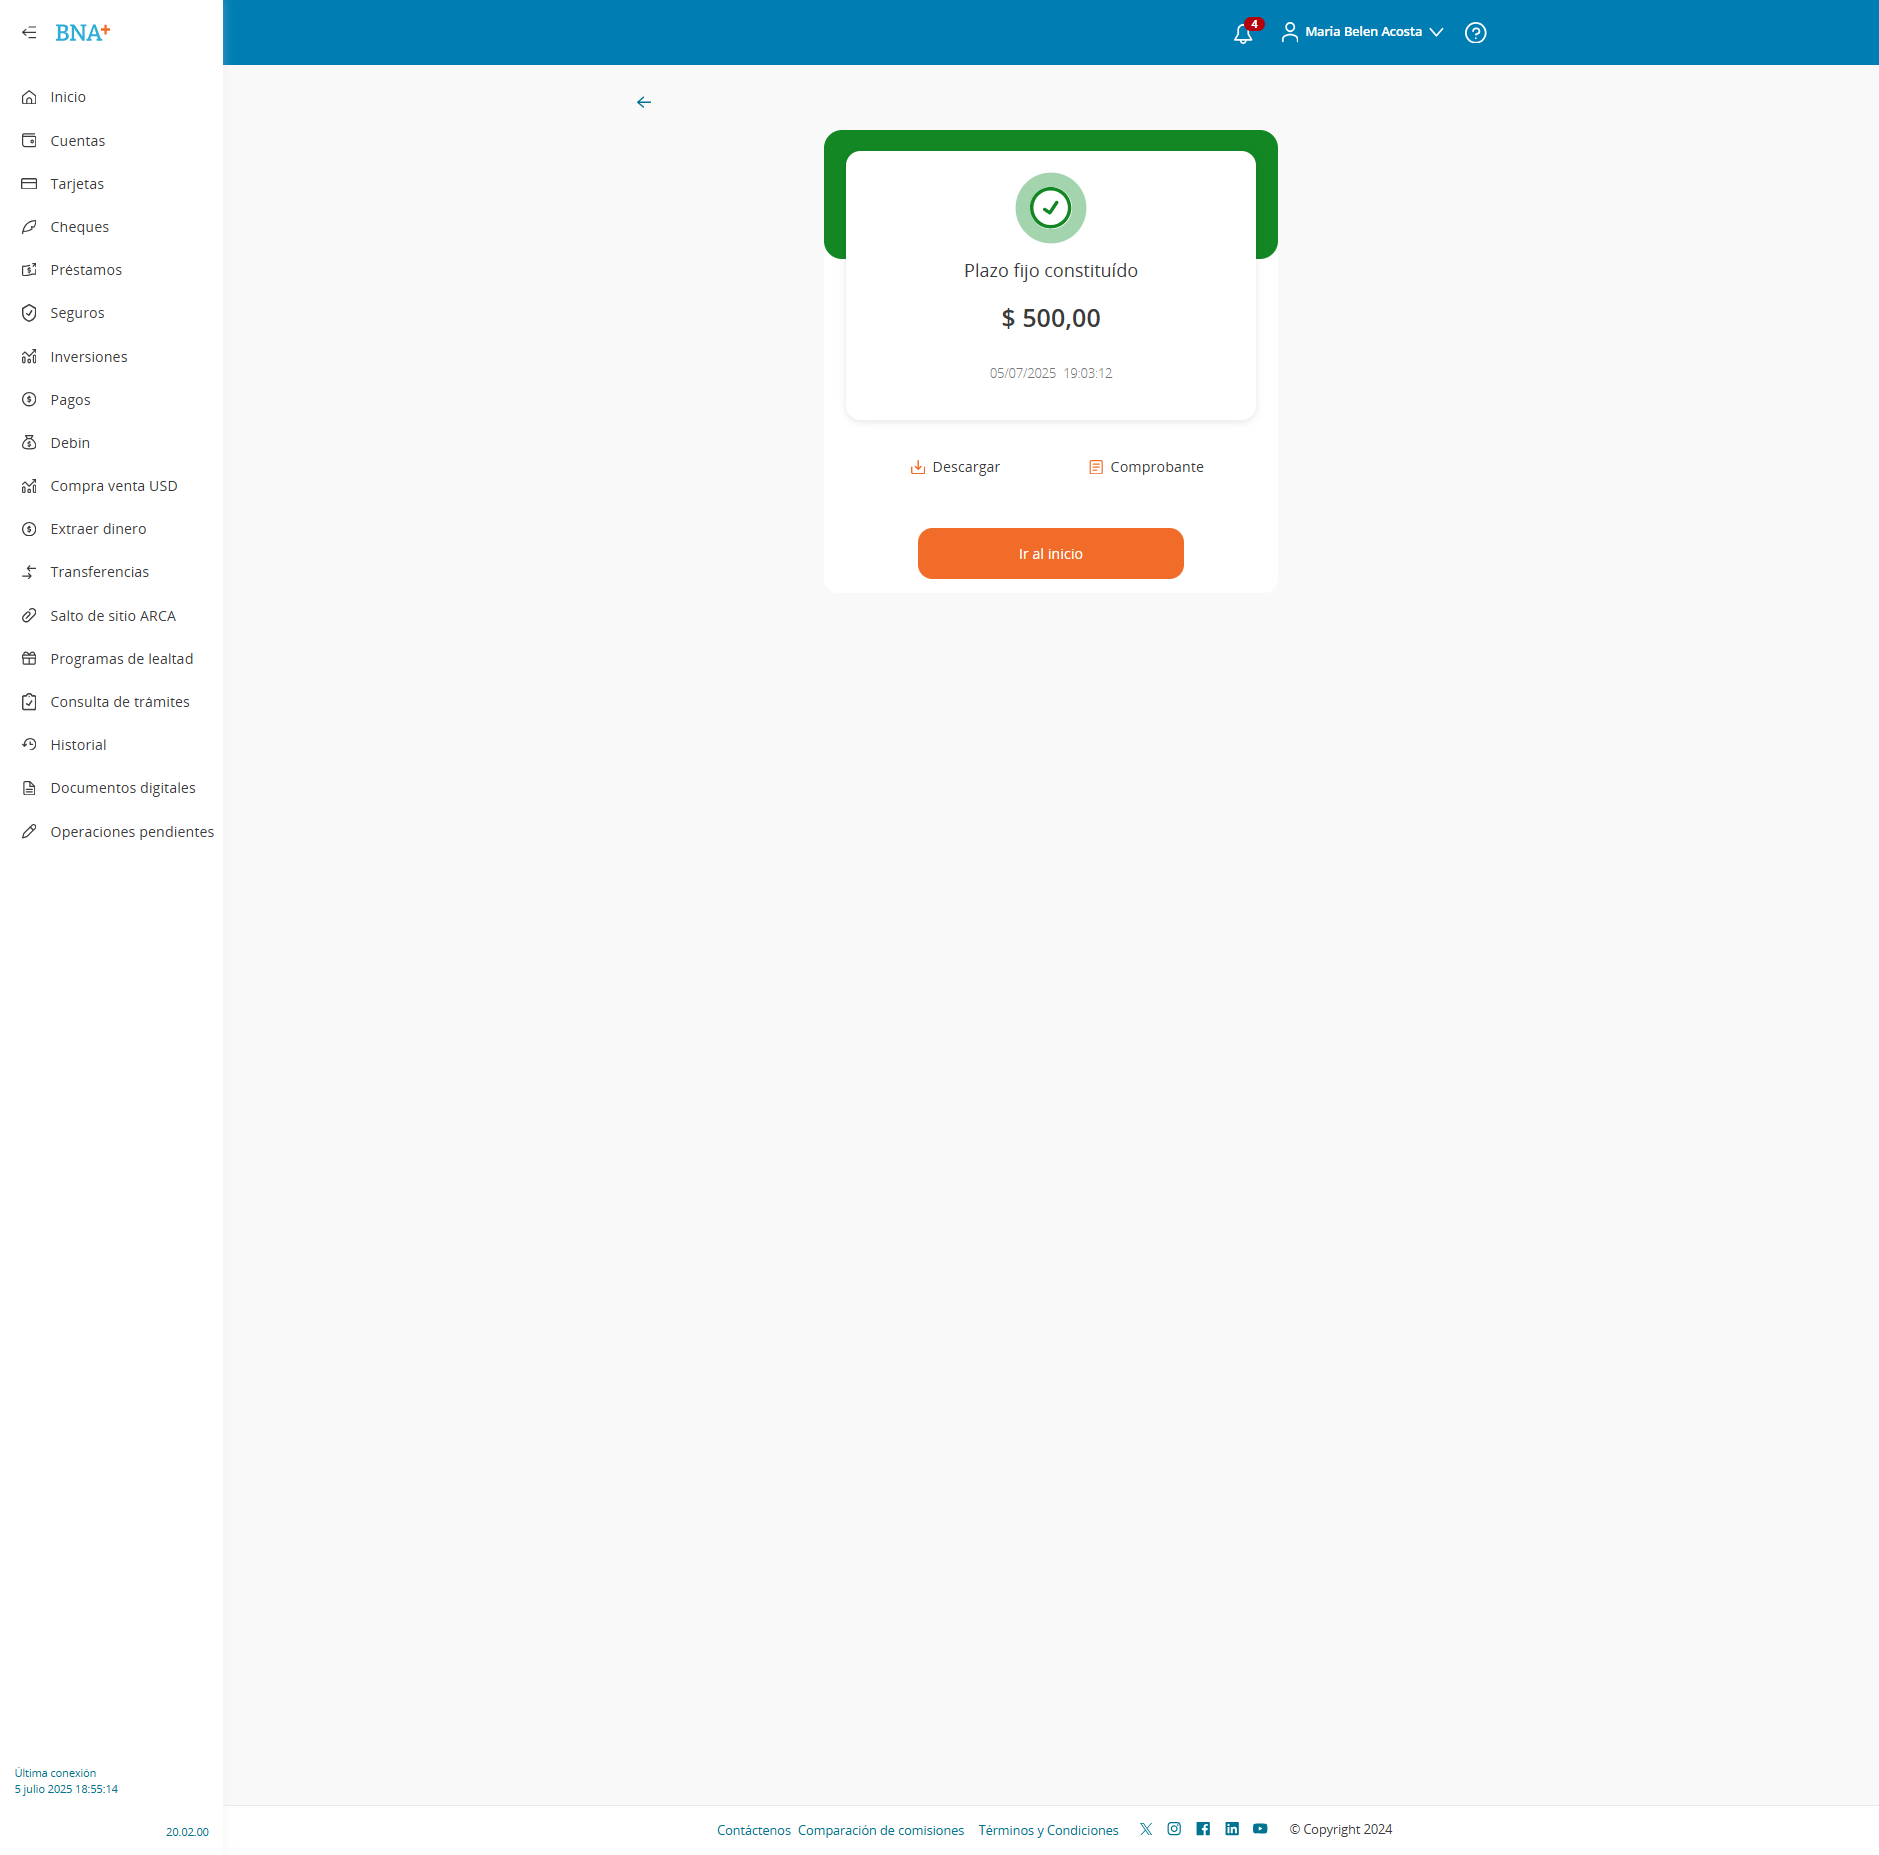 BNA+
4
Maria Belen Acosta
Inicio
Cuentas
Tarjetas
Cheques
Préstamos
Seguros
Inversiones
Pagos
Debin
Compra venta USD
Extraer dinero
Transferencias
Salto de sitio ARCA
Programas de lealtad
Consulta de trámites
Historial
Documentos digitales
Operaciones pendientes
Plazo fijo constituído
$ 500,00
05/07/2025 19:03:12
Descargar
Comprobante
Ir al inicio
Última conexión
5 julio 2025 18:55:14
20.02.00
Contáctenos Comparación de comisiones Términos y Condiciones © Copyright 2024